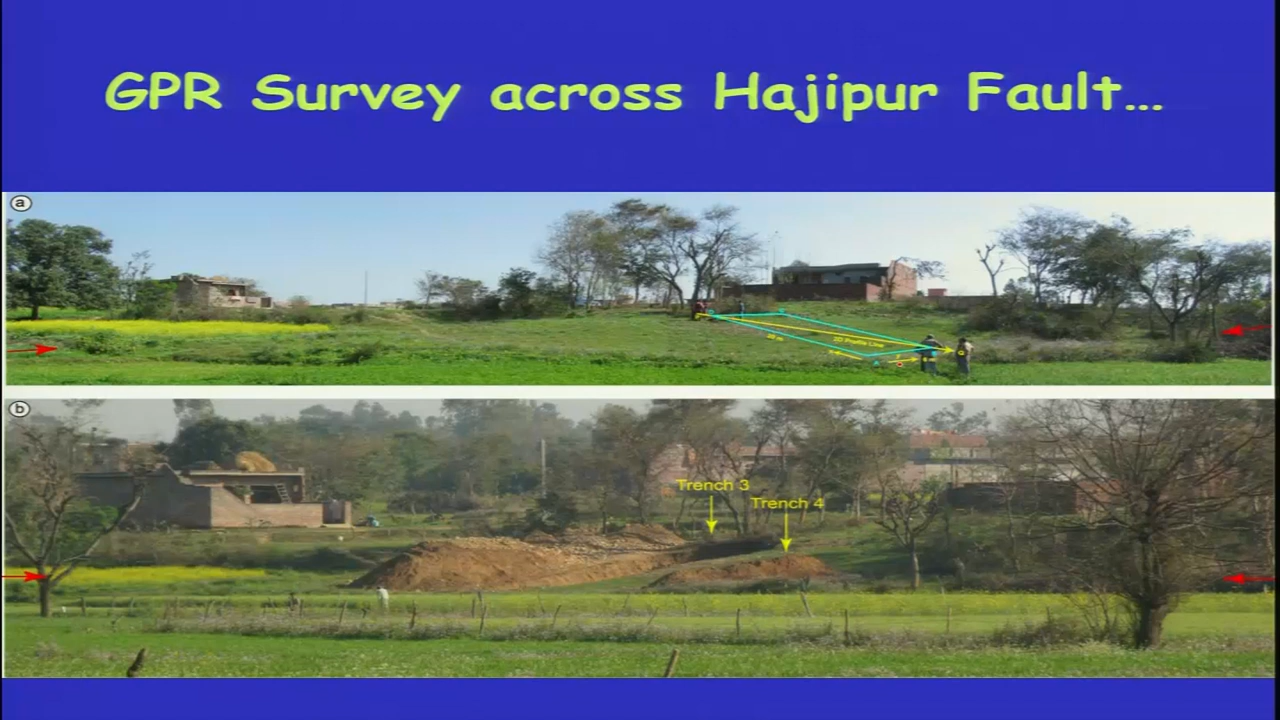 GPR Survey across Hajipur Fault...
a
2D Profile Line
b
Trench 3
Trench 4